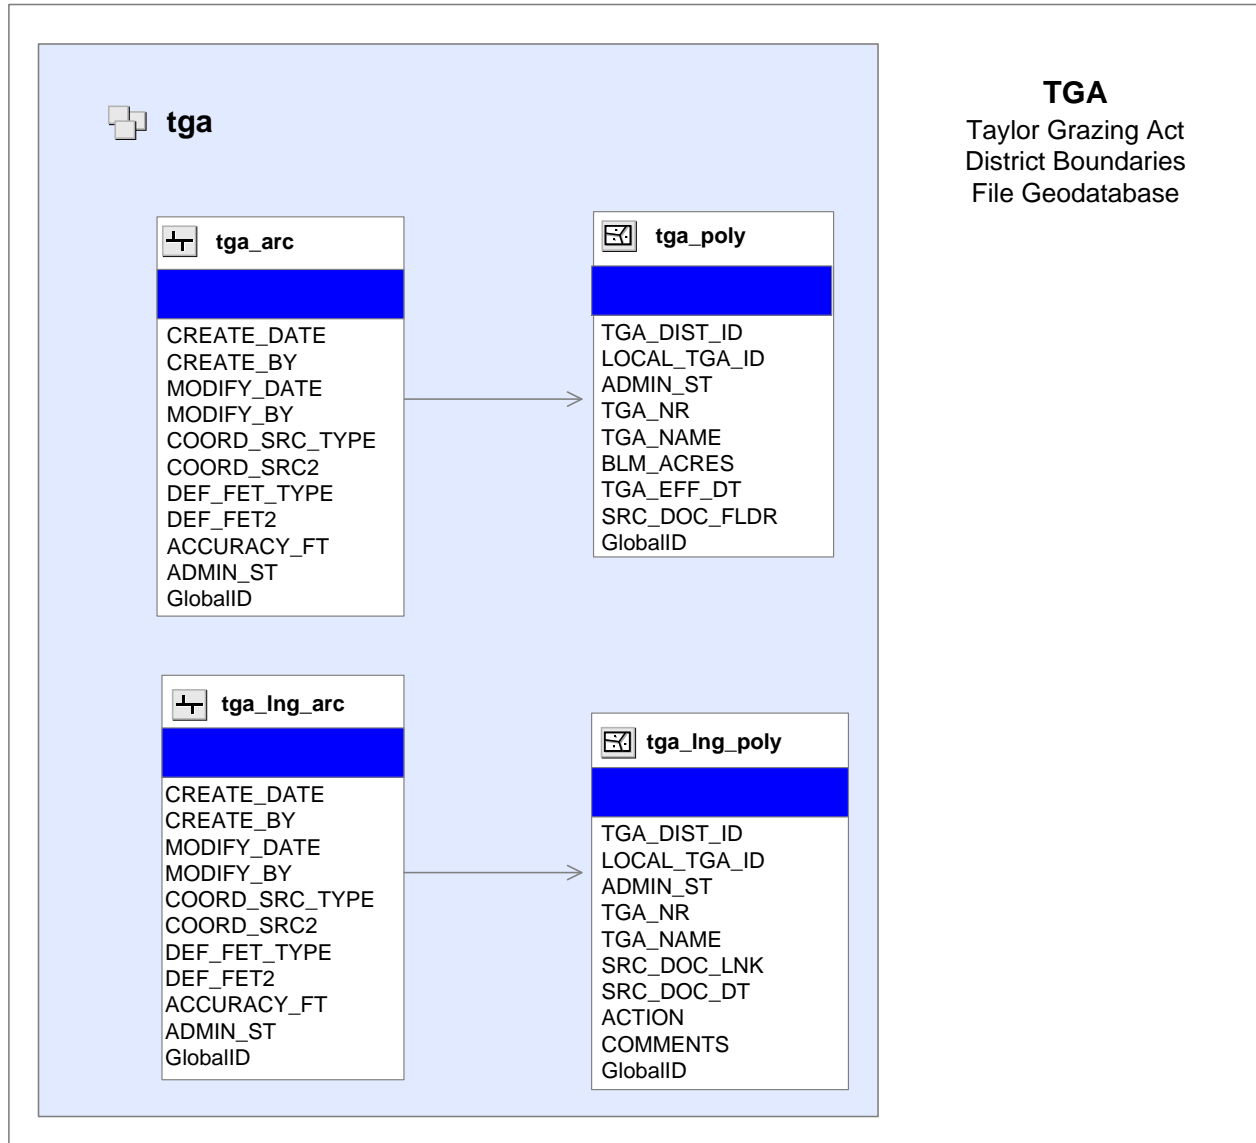 tga
TGA
Taylor Grazing Act
District Boundaries
File Geodatabase
tga_arc
CREATE_DATE
CREATE_BY
MODIFY_DATE
MODIFY_BY
COORD_SRC_TYPE
COORD_SRC2
DEF_FET_TYPE
DEF_FET2
ACCURACY_FT
ADMIN_ST
GlobalID
tga_poly
TGA_DIST_ID
LOCAL_TGA_ID
ADMIN_ST
TGA_NR
TGA_NAME
BLM_ACRES
TGA_EFF_DT
SRC_DOC_FLDR
GlobalID
tga_lng_arc
CREATE_DATE
CREATE_BY
MODIFY_DATE
MODIFY_BY
COORD_SRC_TYPE
COORD_SRC2
DEF_FET_TYPE
DEF_FET2
ACCURACY_FT
ADMIN_ST
GlobalID
tga_lng_poly
TGA_DIST_ID
LOCAL_TGA_ID
ADMIN_ST
TGA_NR
TGA_NAME
SRC_DOC_LNK
SRC_DOC_DT
ACTION
COMMENTS
GlobalID